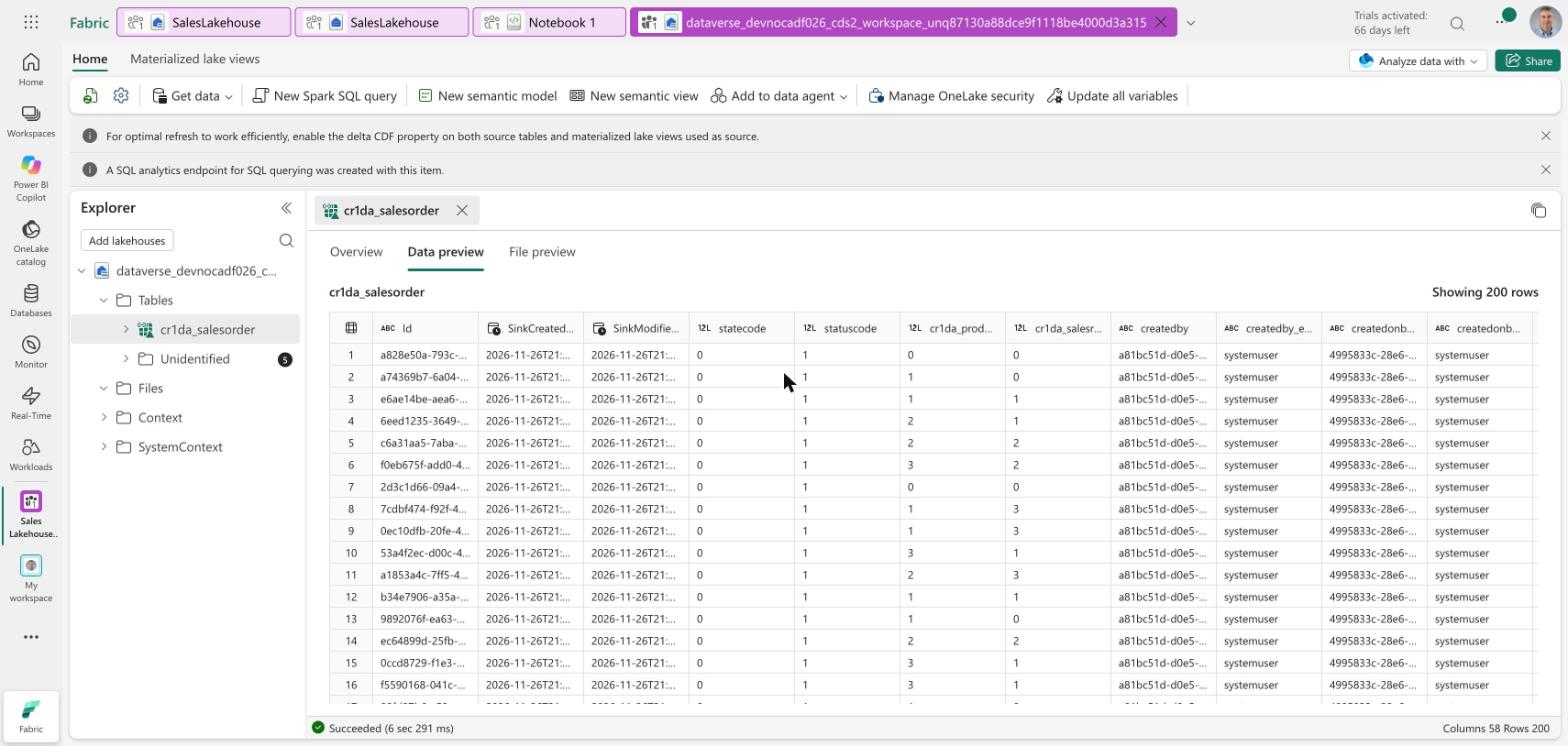 Fabric
SalesLakehouse
SalesLakehouse
Notebook 1
dataverse_devnocadf026_cds2_workspace_unq87130a88dce9f1118be4000d3a315
Trials activated:
66 days left
Home
Materialized lake views
Analyze data with
Share
Get data
New Spark SQL query
New semantic model
New semantic view
Add to data agent
Manage OneLake security
Update all variables
For optimal refresh to work efficiently, enable the delta CDF property on both source tables and materialized lake views used as source.
A SQL analytics endpoint for SQL querying was created with this item.
Home
Workspaces
Power BI
Copilot
OneLake
catalog
Databases
Monitor
Real-Time
Workloads
Sales
Lakehouse..
My
workspace
Fabric
Explorer
Add lakehouses
dataverse_devnocadf026_c...
Tables
cr1da_salesorder
Unidentified 5
Files
Context
SystemContext
cr1da_salesorder
Overview Data preview File preview
cr1da_salesorder Showing 200 rows
ABC Id SinkCreated... SinkModifie... 12L statecode 12L statuscode 12L cr1da_prod... 12L cr1da_salesr... ABC createdby ABC createdby_e... ABC createdonb... ABC createdonb...
1 a828e50a-793c-... 2026-11-26T21:... 2026-11-26T21:... 0 1 0 0 a81bc51d-d0e5-... systemuser 4995833c-28e6-... systemuser
2 a74369b7-6a04-... 2026-11-26T21:... 2026-11-26T21:... 0 1 1 0 a81bc51d-d0e5-... systemuser 4995833c-28e6-... systemuser
3 e6ae14be-aea6-... 2026-11-26T21:... 2026-11-26T21:... 0 1 1 1 a81bc51d-d0e5-... systemuser 4995833c-28e6-... systemuser
4 6eed1235-3649-... 2026-11-26T21:... 2026-11-26T21:... 0 1 2 1 a81bc51d-d0e5-... systemuser 4995833c-28e6-... systemuser
5 c6a31aa5-7aba-... 2026-11-26T21:... 2026-11-26T21:... 0 1 2 2 a81bc51d-d0e5-... systemuser 4995833c-28e6-... systemuser
6 f0eb675f-add0-4... 2026-11-26T21:... 2026-11-26T21:... 0 1 3 2 a81bc51d-d0e5-... systemuser 4995833c-28e6-... systemuser
7 2d3c1d66-09a4-... 2026-11-26T21:... 2026-11-26T21:... 0 1 0 0 a81bc51d-d0e5-... systemuser 4995833c-28e6-... systemuser
8 7cdbf474-f92f-4... 2026-11-26T21:... 2026-11-26T21:... 0 1 1 3 a81bc51d-d0e5-... systemuser 4995833c-28e6-... systemuser
9 0ec10dfb-20fe-4... 2026-11-26T21:... 2026-11-26T21:... 0 1 1 3 a81bc51d-d0e5-... systemuser 4995833c-28e6-... systemuser
10 53a4f2ec-d00c-4... 2026-11-26T21:... 2026-11-26T21:... 0 1 3 1 a81bc51d-d0e5-... systemuser 4995833c-28e6-... systemuser
11 a1853a4c-7ff5-4... 2026-11-26T21:... 2026-11-26T21:... 0 1 2 3 a81bc51d-d0e5-... systemuser 4995833c-28e6-... systemuser
12 b34e7906-a35a-... 2026-11-26T21:... 2026-11-26T21:... 0 1 1 1 a81bc51d-d0e5-... systemuser 4995833c-28e6-... systemuser
13 9892076f-ea63-... 2026-11-26T21:... 2026-11-26T21:... 0 1 1 0 a81bc51d-d0e5-... systemuser 4995833c-28e6-... systemuser
14 ec64899d-25fb-... 2026-11-26T21:... 2026-11-26T21:... 0 1 2 2 a81bc51d-d0e5-... systemuser 4995833c-28e6-... systemuser
15 0ccd8729-f1e3-... 2026-11-26T21:... 2026-11-26T21:... 0 1 3 1 a81bc51d-d0e5-... systemuser 4995833c-28e6-... systemuser
16 f5590168-041c-... 2026-11-26T21:... 2026-11-26T21:... 0 1 3 1 a81bc51d-d0e5-... systemuser 4995833c-28e6-... systemuser
Succeeded (6 sec 291 ms) Columns 58 Rows 200